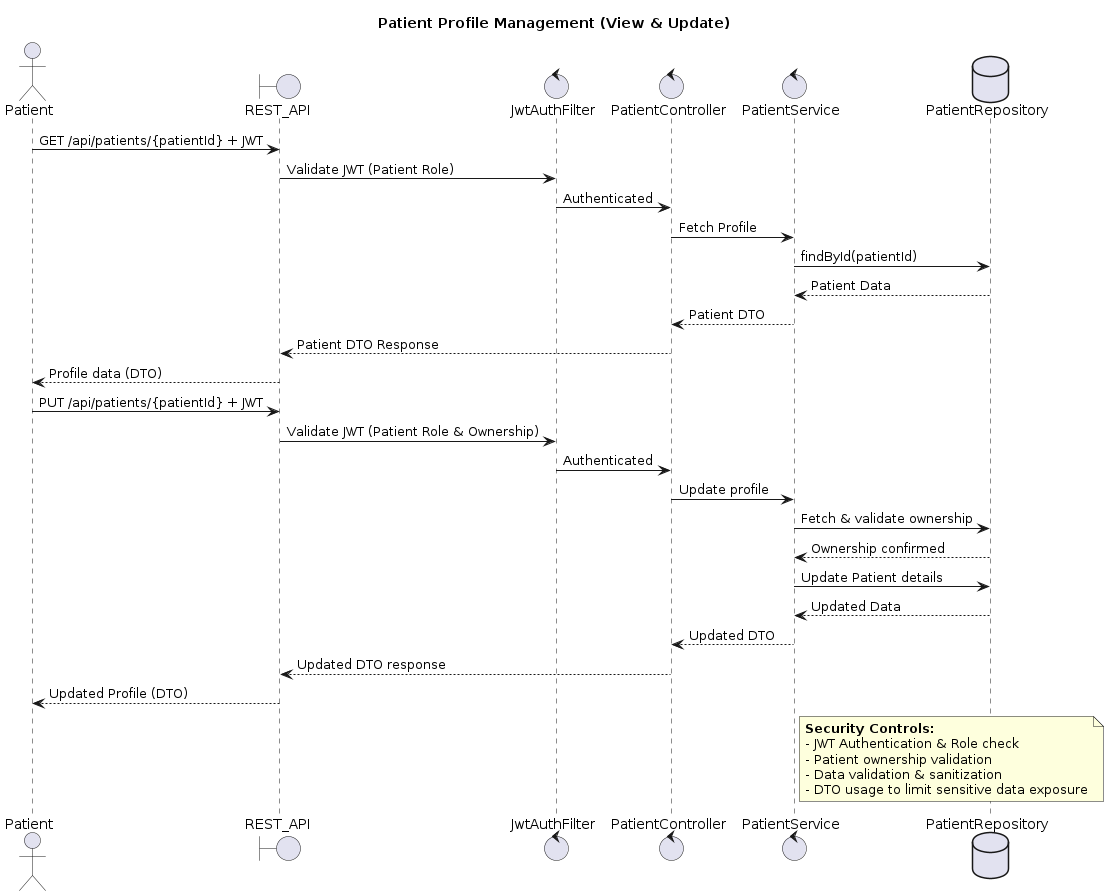 Patient Profile Management (View & Update)
Patient
REST_API
JwtAuthFilter
PatientController
PatientService
PatientRepository
GET /api/patients/{patientId} + JWT
Validate JWT (Patient Role)
Authenticated
Fetch Profile
findById(patientId)
Patient Data
Patient DTO
Patient DTO Response
Profile data (DTO)
PUT /api/patients/{patientId} + JWT
Validate JWT (Patient Role & Ownership)
Authenticated
Update profile
Fetch & validate ownership
Ownership confirmed
Update Patient details
Updated Data
Updated DTO
Updated DTO response
Updated Profile (DTO)
Security Controls:
- JWT Authentication & Role check
- Patient ownership validation
- Data validation & sanitization
- DTO usage to limit sensitive data exposure
Patient
REST_API
JwtAuthFilter
PatientController
PatientService
PatientRepository